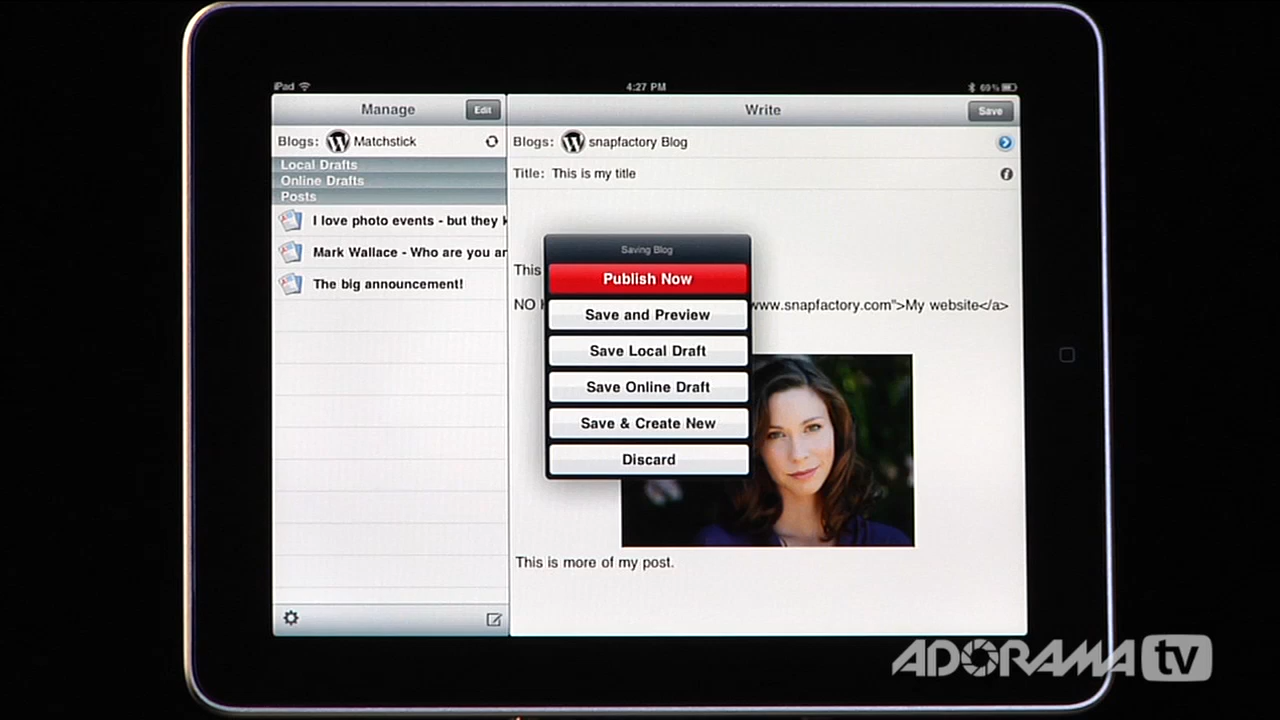 iPad 4:27 PM 69%
Manage Edit
Write Save
Blogs: Matchstick
Blogs: snapfactory Blog
Local Drafts
Online Drafts
Posts
Title: This is my title
I love photo events - but they k
Mark Wallace - Who are you ar
The big announcement!
Saving Blog
Publish Now
Save and Preview
Save Local Draft
Save Online Draft
Save & Create New
Discard
This
NO www.snapfactory.com">My website</a>
This is more of my post.
ADORAMA tv